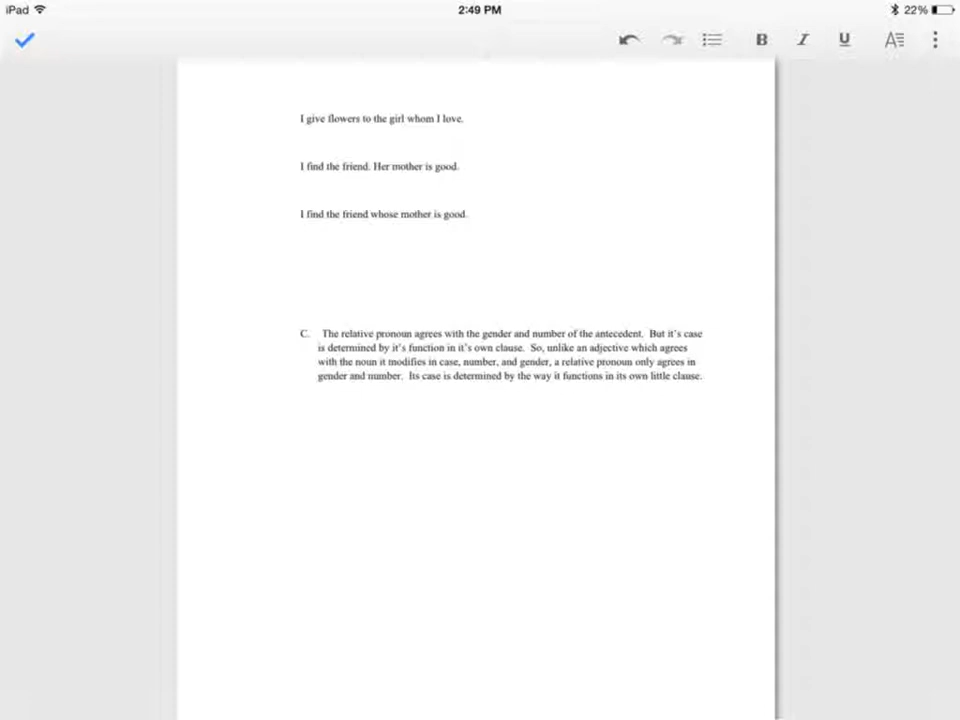 iPad 2:49 PM 22%
B I U A
I give flowers to the girl whom I love.
I find the friend. Her mother is good.
I find the friend whose mother is good.
C. The relative pronoun agrees with the gender and number of the antecedent. But it's case
is determined by it's function in it's own clause. So, unlike an adjective which agrees
with the noun it modifies in case, number, and gender, a relative pronoun only agrees in
gender and number. Its case is determined by the way it functions in its own little clause.